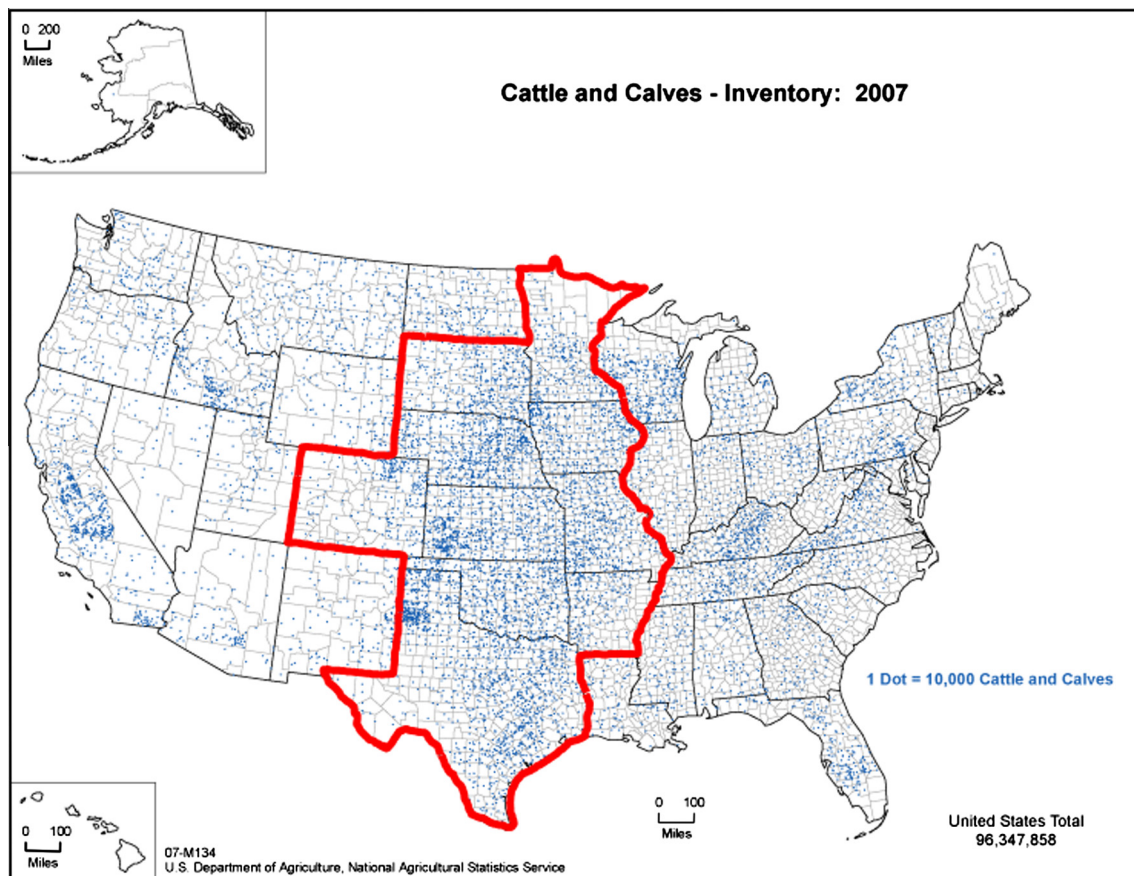 0 200
Miles
Cattle and Calves - Inventory: 2007
1 Dot = 10,000 Cattle and Calves
0 100
Miles
0 100
Miles
United States Total
96,347,858
07-M134
U.S. Department of Agriculture, National Agricultural Statistics Service